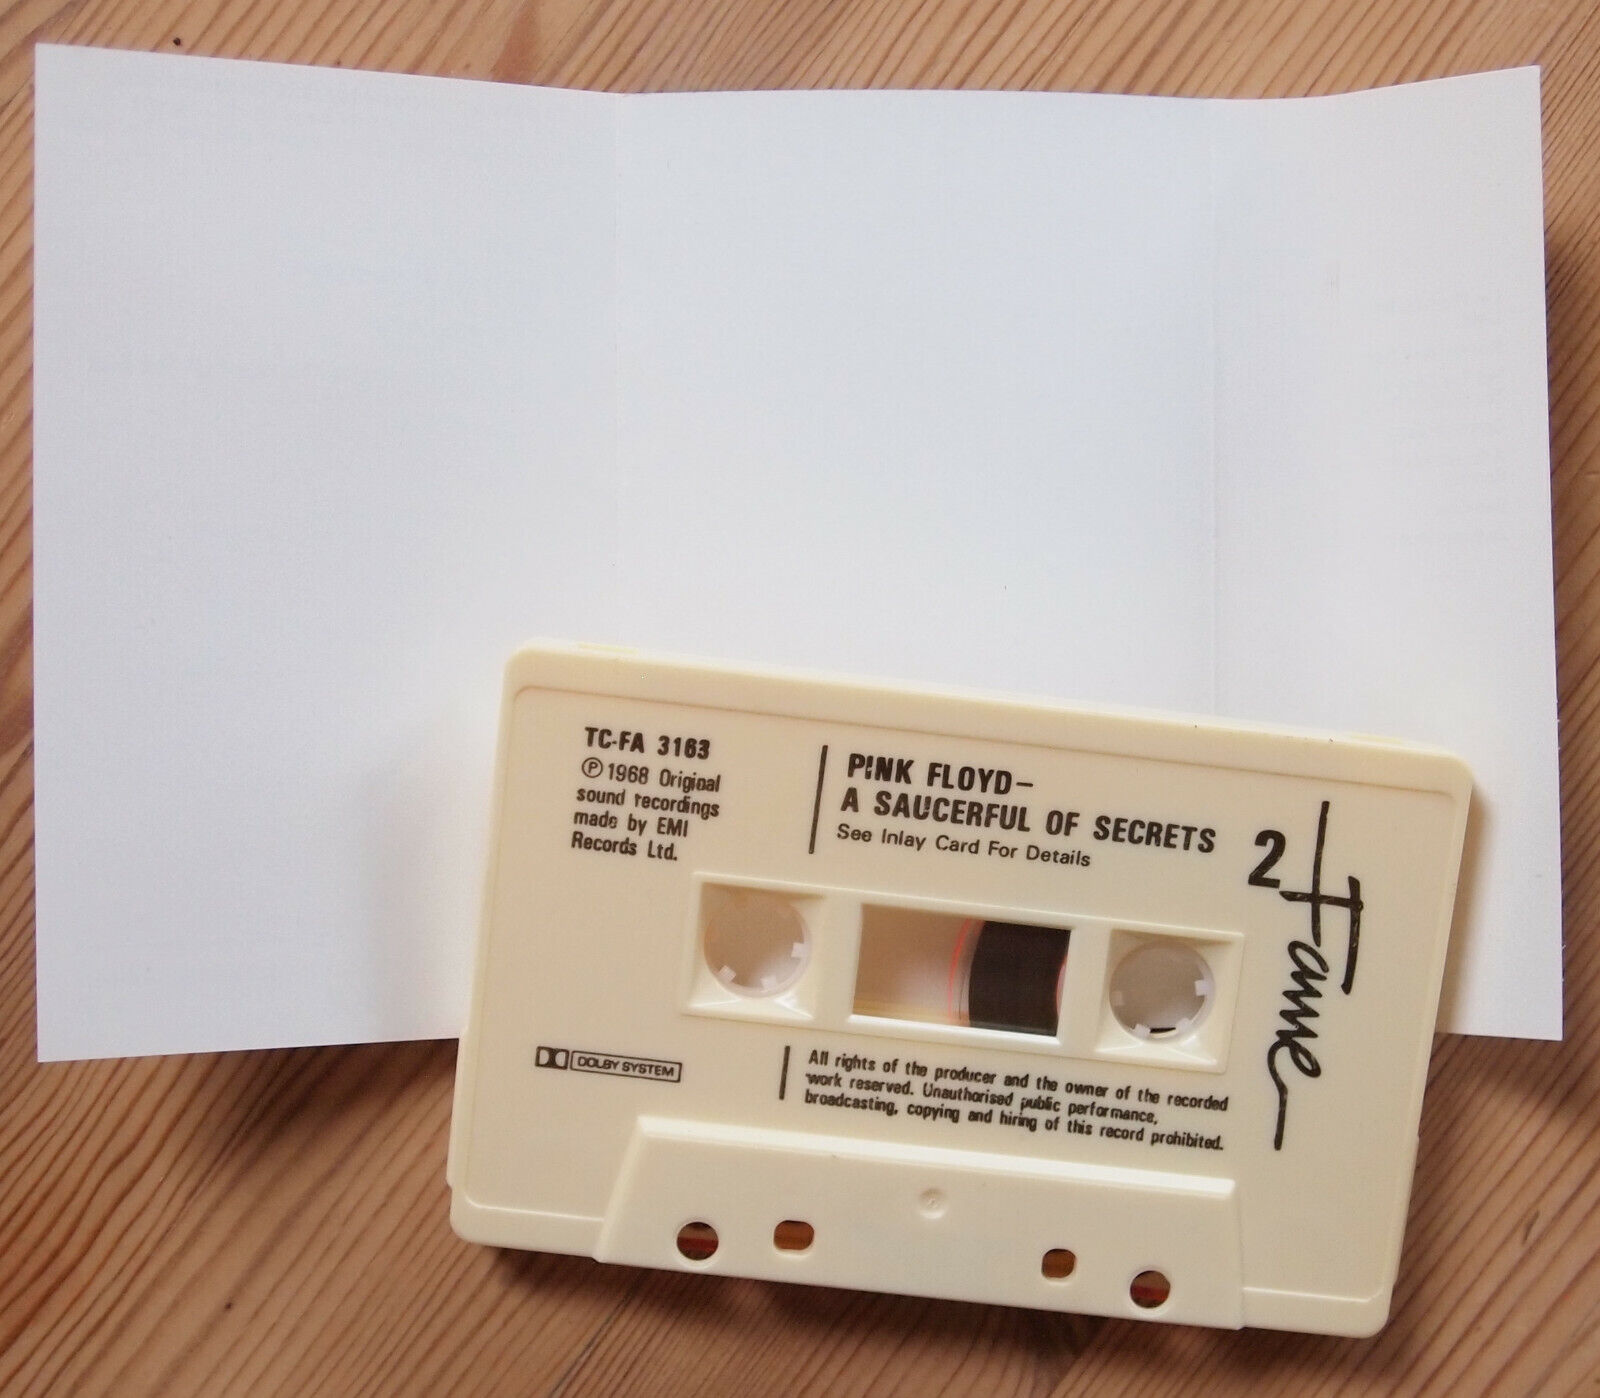 TC-FA 3163
Ⓟ1968 Original
sound recordings
made by EMI
Records Ltd.
PINK FLOYD–
A SAUCERFUL OF SECRETS
See Inlay Card For Details
2
Fame
DOLBY SYSTEM
All rights of the producer and the owner of the recorded
work reserved. Unauthorised public performance,
broadcasting, copying and hiring of this record prohibited.